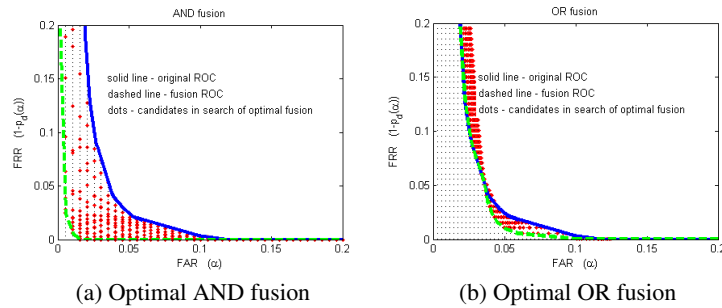 AND fusion
0.2
0.15
0.1
0.05
0
FRR (1-p_d(α))
solid line - original ROC
dashed line - fusion ROC
dots - candidates in search of optimal fusion
0 0.05 0.1 0.15 0.2
FAR (α)
(a) Optimal AND fusion
OR fusion
0.2
0.15
0.1
0.05
0
FRR (1-p_d(α))
solid line - original ROC
dashed line - fusion ROC
dots - candidates in search of optimal fusion
0 0.05 0.1 0.15 0.2
FAR (α)
(b) Optimal OR fusion